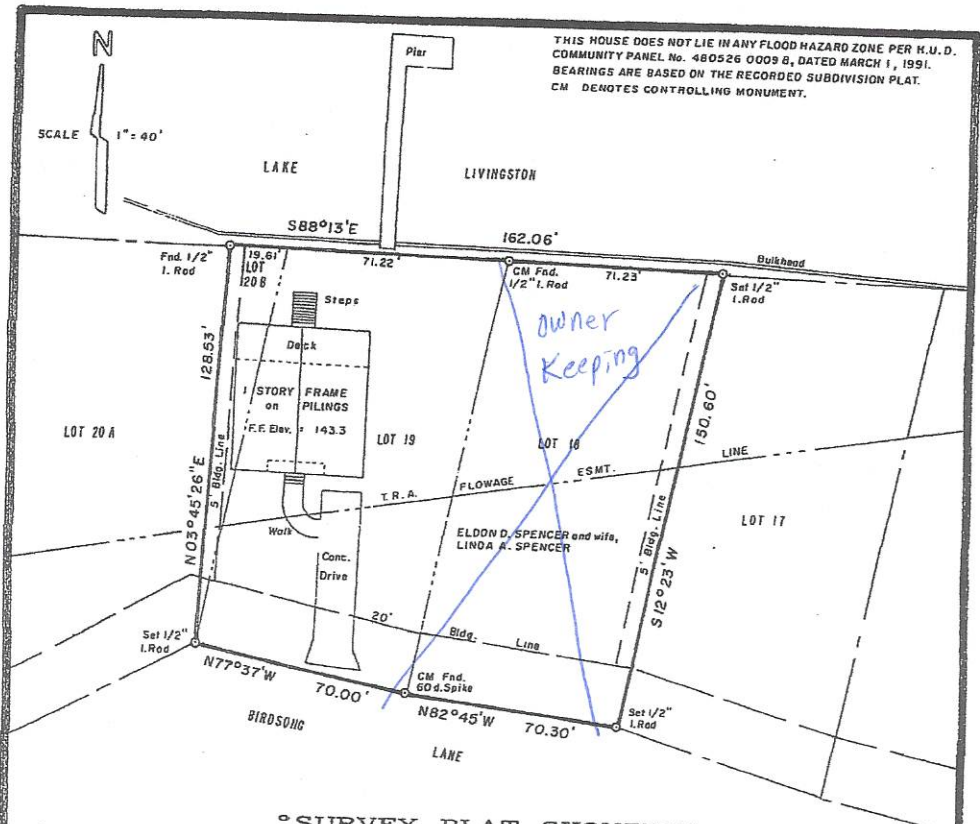 THIS HOUSE DOES NOT LIE IN ANY FLOOD HAZARD ZONE PER H.U.D.
COMMUNITY PANEL No. 480526 0009 B, DATED MARCH 1, 1991.
BEARINGS ARE BASED ON THE RECORDED SUBDIVISION PLAT.
CM DENOTES CONTROLLING MONUMENT.
N
Pier
SCALE 1"=40'
LAKE
LIVINGSTON
S88°13'E
162.06'
Bulkhead
Fnd. 1/2"
I. Rod
19.61'
LOT
20 B
71.22'
CM Fnd.
1/2" I. Rod
71.23'
Set 1/2"
I. Rod
Steps
owner
Keeping
Deck
128.53'
1 STORY FRAME
on PILINGS
F.F. Elev. = 143.3
LOT 20 A
LOT 19
LOT 18
150.60'
T.R.A. FLOWAGE ESMT. LINE
LOT 17
N 03°45'26"E
5' Bldg. Line
Walk
ELDON D. SPENCER and wife,
LINDA A. SPENCER
5' Bldg. Line
S 12°23'W
Conc.
Drive
20' Bldg. Line
Set 1/2"
I. Rod
N77°37'W
70.00'
CM Fnd.
60 d. Spike
N82°45'W
70.30'
Set 1/2"
I. Rod
BIRDSONG
LANE
SURVEY PLAT